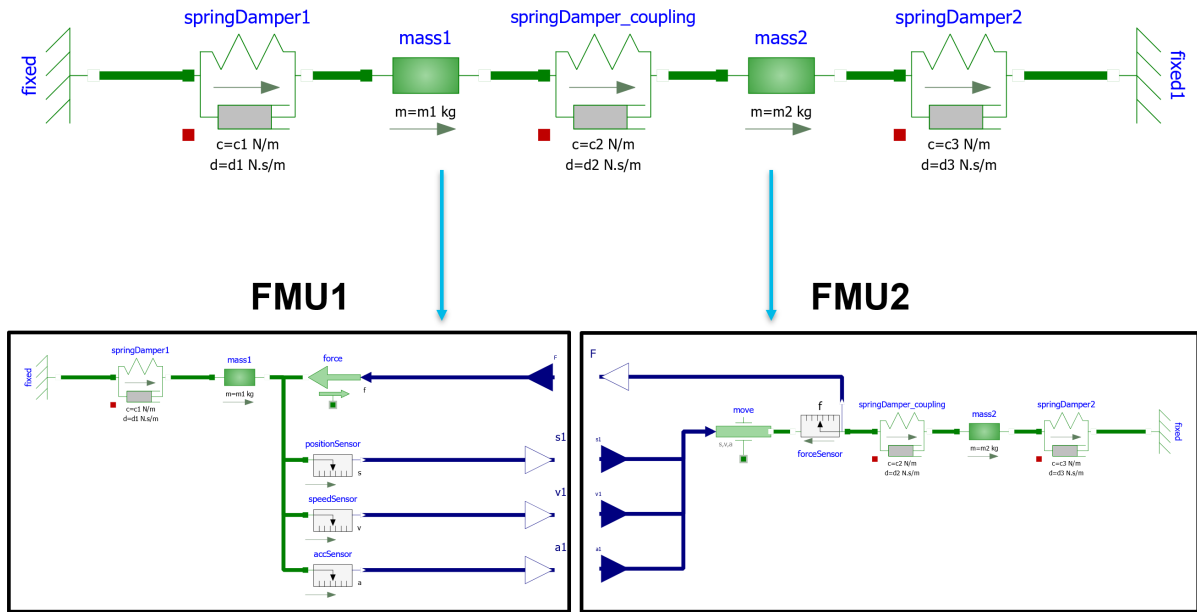 springDamper1
springDamper_coupling
springDamper2
mass1
mass2
fixed
fixed1
m=m1 kg
m=m2 kg
c=c1 N/m
d=d1 N.s/m
c=c2 N/m
d=d2 N.s/m
c=c3 N/m
d=d3 N.s/m
FMU1
FMU2
springDamper1
mass1
force
F
fixed
m=m1 kg
f
c=c1 N/m
d=d1 N.s/m
positionSensor
s1
s
speedSensor
v1
v
accSensor
a1
a
F
move
f
springDamper_coupling
mass2
springDamper2
fixed
s1
s,v,a
forceSensor
m=m2 kg
c=c2 N/m
d=d2 N.s/m
c=c3 N/m
d=d3 N.s/m
v1
a1